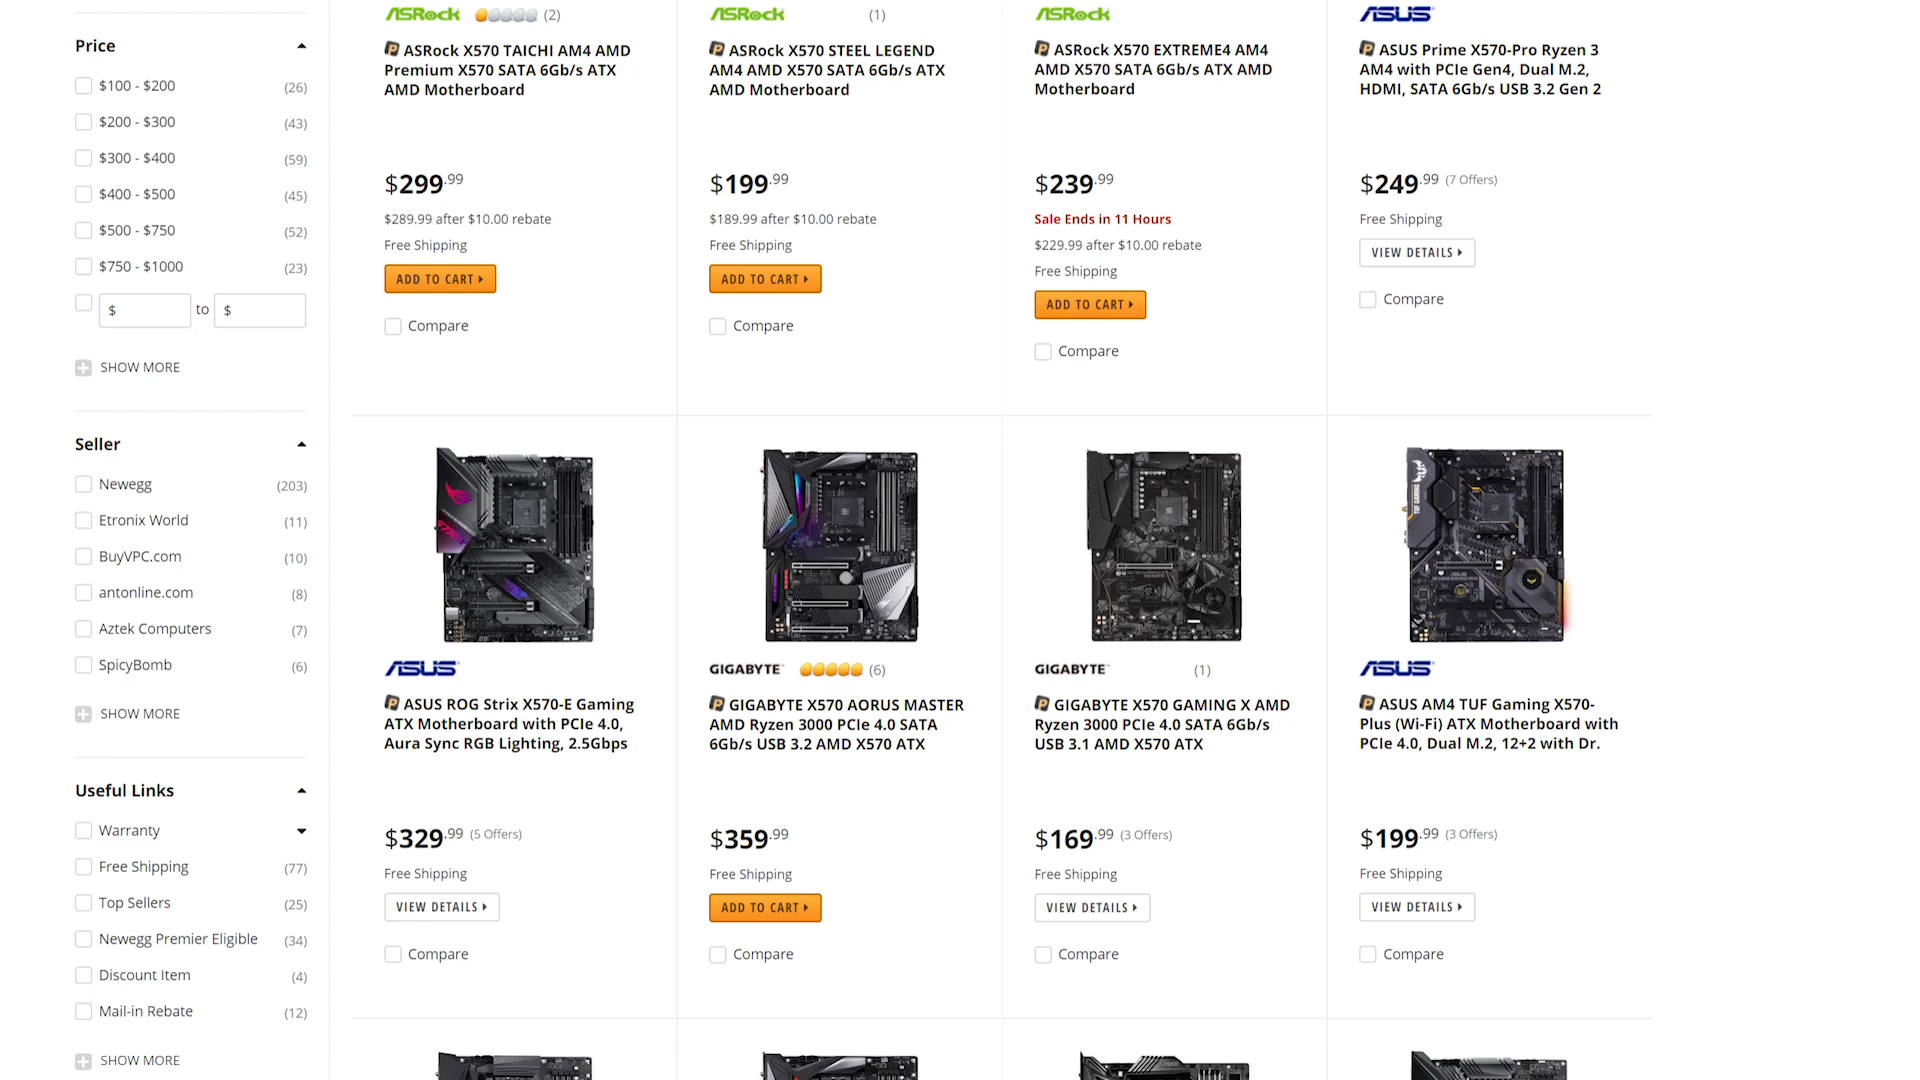 Price
$100 - $200 (26)
$200 - $300 (43)
$300 - $400 (59)
$400 - $500 (45)
$500 - $750 (52)
$750 - $1000 (23)
$ to $
SHOW MORE
Seller
Newegg (203)
Etronix World (11)
BuyVPC.com (10)
antonline.com (8)
Aztek Computers (7)
SpicyBomb (6)
SHOW MORE
Useful Links
Warranty
Free Shipping (77)
Top Sellers (25)
Newegg Premier Eligible (34)
Discount Item (4)
Mail-in Rebate (12)
SHOW MORE
ASRock (2)
ASRock X570 TAICHI AM4 AMD
Premium X570 SATA 6Gb/s ATX
AMD Motherboard
$299.99
$289.99 after $10.00 rebate
Free Shipping
ADD TO CART
Compare
ASRock (1)
ASRock X570 STEEL LEGEND
AM4 AMD X570 SATA 6Gb/s ATX
AMD Motherboard
$199.99
$189.99 after $10.00 rebate
Free Shipping
ADD TO CART
Compare
ASRock
ASRock X570 EXTREME4 AM4
AMD X570 SATA 6Gb/s ATX AMD
Motherboard
$239.99
Sale Ends in 11 Hours
$229.99 after $10.00 rebate
Free Shipping
ADD TO CART
Compare
ASUS
ASUS Prime X570-Pro Ryzen 3
AM4 with PCIe Gen4, Dual M.2,
HDMI, SATA 6Gb/s USB 3.2 Gen 2
$249.99 (7 Offers)
Free Shipping
VIEW DETAILS
Compare
ASUS
ASUS ROG Strix X570-E Gaming
ATX Motherboard with PCIe 4.0,
Aura Sync RGB Lighting, 2.5Gbps
$329.99 (5 Offers)
Free Shipping
VIEW DETAILS
Compare
GIGABYTE (6)
GIGABYTE X570 AORUS MASTER
AMD Ryzen 3000 PCIe 4.0 SATA
6Gb/s USB 3.2 AMD X570 ATX
$359.99
Free Shipping
ADD TO CART
Compare
GIGABYTE (1)
GIGABYTE X570 GAMING X AMD
Ryzen 3000 PCIe 4.0 SATA 6Gb/s
USB 3.1 AMD X570 ATX
$169.99 (3 Offers)
Free Shipping
VIEW DETAILS
Compare
TUF GAMING
ASUS
ASUS AM4 TUF Gaming X570-
Plus (Wi-Fi) ATX Motherboard with
PCIe 4.0, Dual M.2, 12+2 with Dr.
$199.99 (3 Offers)
Free Shipping
VIEW DETAILS
Compare